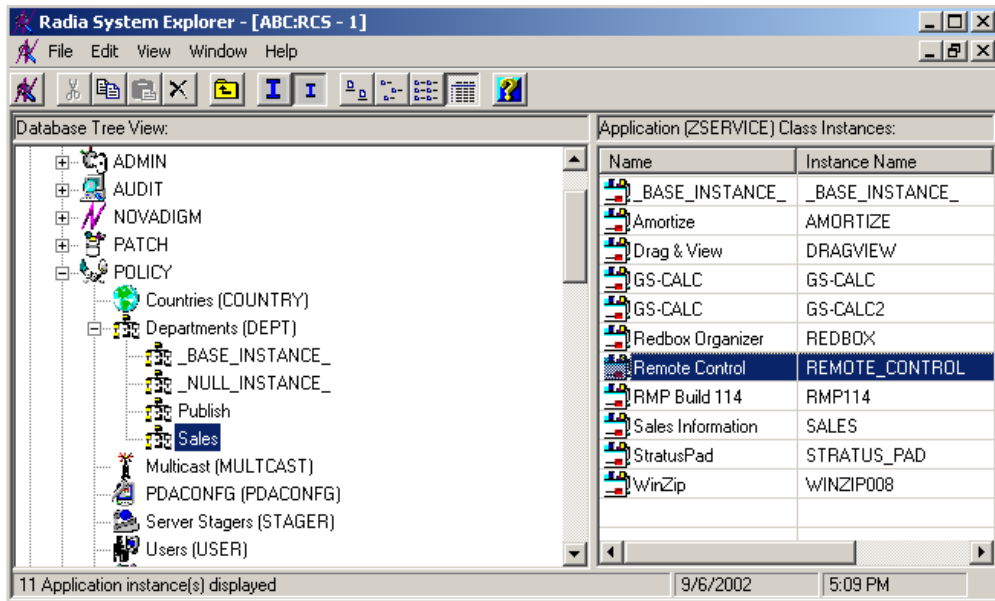 Radia System Explorer - [ABC:RCS - 1]
File Edit View Window Help
Database Tree View:
ADMIN
AUDIT
NOVADIGM
PATCH
POLICY
Countries (COUNTRY)
Departments (DEPT)
_BASE_INSTANCE_
_NULL_INSTANCE_
Publish
Sales
Multicast (MULTCAST)
PDACONFG (PDACONFG)
Server Stagers (STAGER)
Users (USER)
Application (ZSERVICE) Class Instances:
Name Instance Name
_BASE_INSTANCE_ _BASE_INSTANCE_
Amortize AMORTIZE
Drag & View DRAGVIEW
GS-CALC GS-CALC
GS-CALC GS-CALC2
Redbox Organizer REDBOX
Remote Control REMOTE_CONTROL
RMP Build 114 RMP114
Sales Information SALES
StratusPad STRATUS_PAD
WinZip WINZIP008
11 Application instance(s) displayed 9/6/2002 5:09 PM